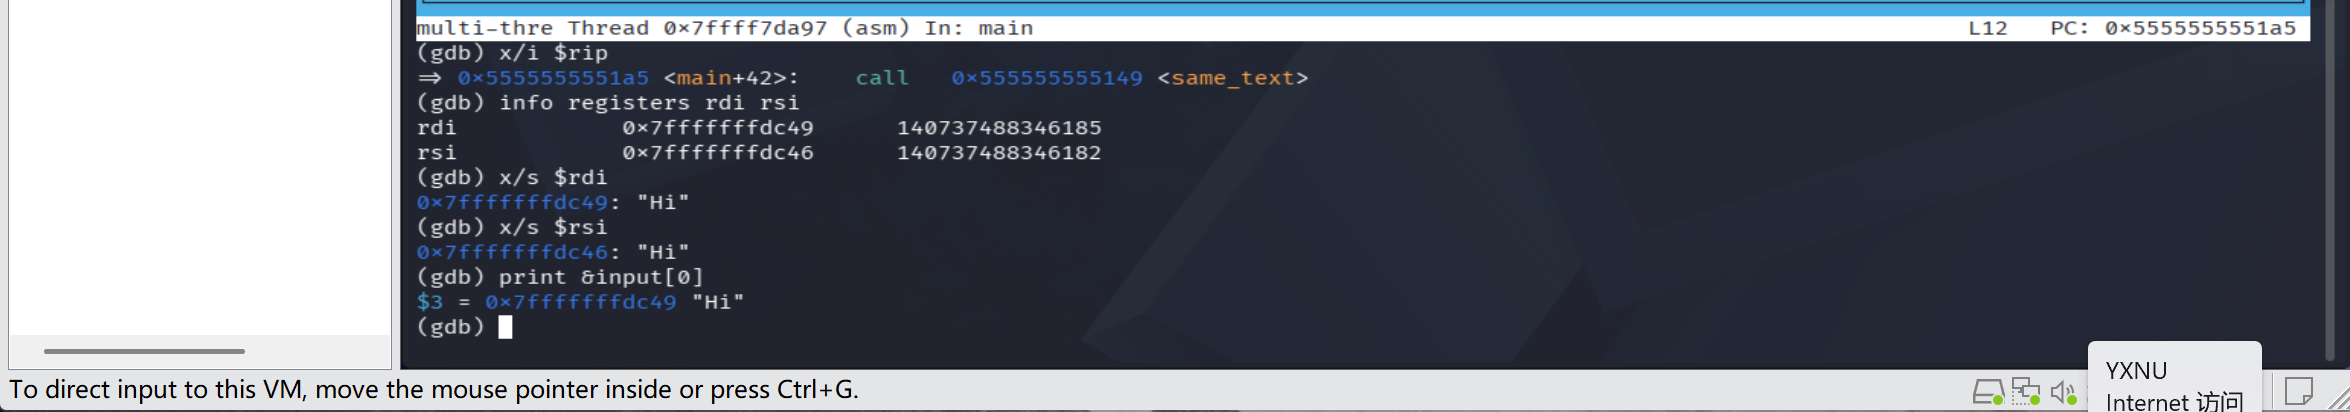 multi-thre Thread 0x7ffff7da97 (asm) In: main L12 PC: 0x5555555551a5
(gdb) x/i $rip
=> 0x5555555551a5 <main+42>: call 0x555555555149 <same_text>
(gdb) info registers rdi rsi
rdi 0x7fffffffdc49 140737488346185
rsi 0x7fffffffdc46 140737488346182
(gdb) x/s $rdi
0x7fffffffdc49: "Hi"
(gdb) x/s $rsi
0x7fffffffdc46: "Hi"
(gdb) print &input[0]
$3 = 0x7fffffffdc49 "Hi"
(gdb)
To direct input to this VM, move the mouse pointer inside or press Ctrl+G.
YXNU
Internet 访问